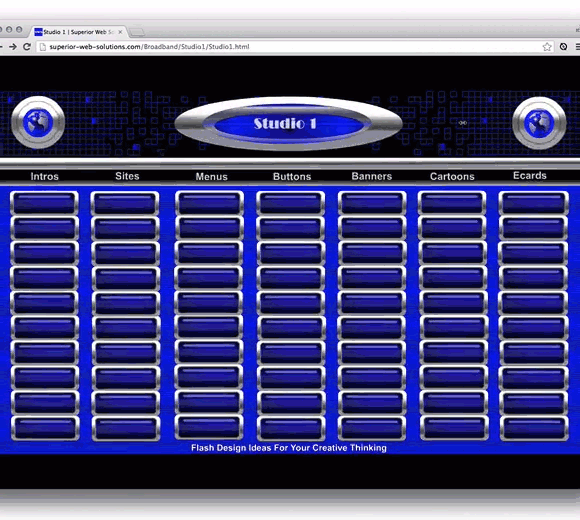 Studio 1 | Superior Web So
superior-web-solutions.com/Broadband/Studio1/Studio1.html
Studio 1
Intros Sites Menus Buttons Banners Cartoons Ecards
Flash Design Ideas For Your Creative Thinking